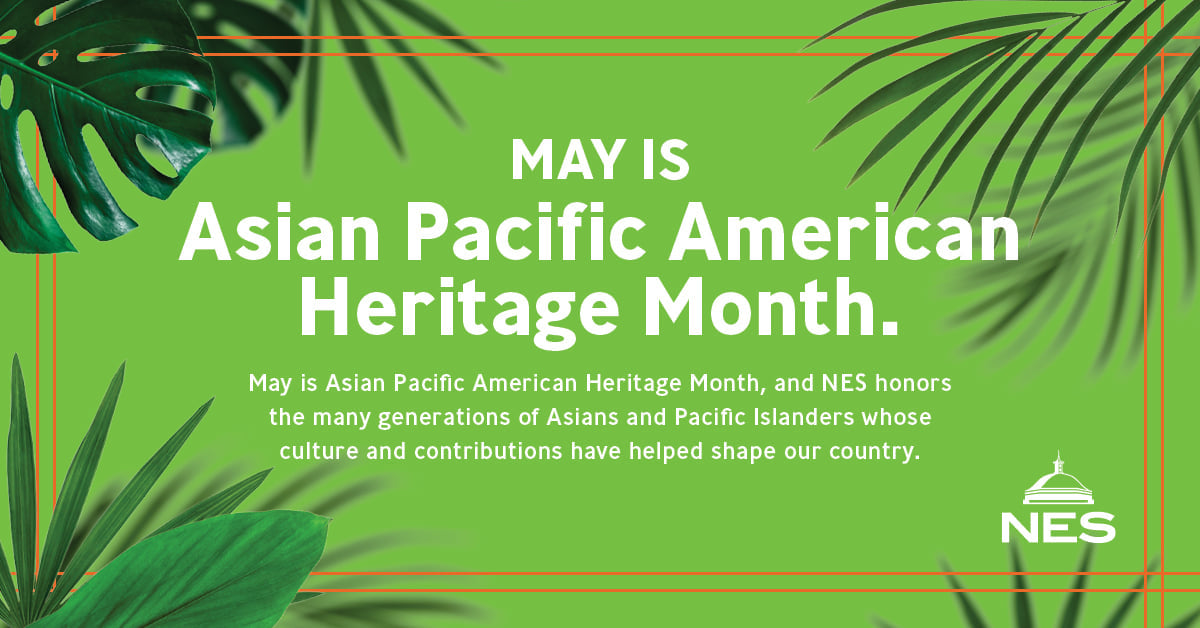 MAY IS
Asian Pacific American
Heritage Month.
May is Asian Pacific American Heritage Month, and NES honors
the many generations of Asians and Pacific Islanders whose
culture and contributions have helped shape our country.
NES